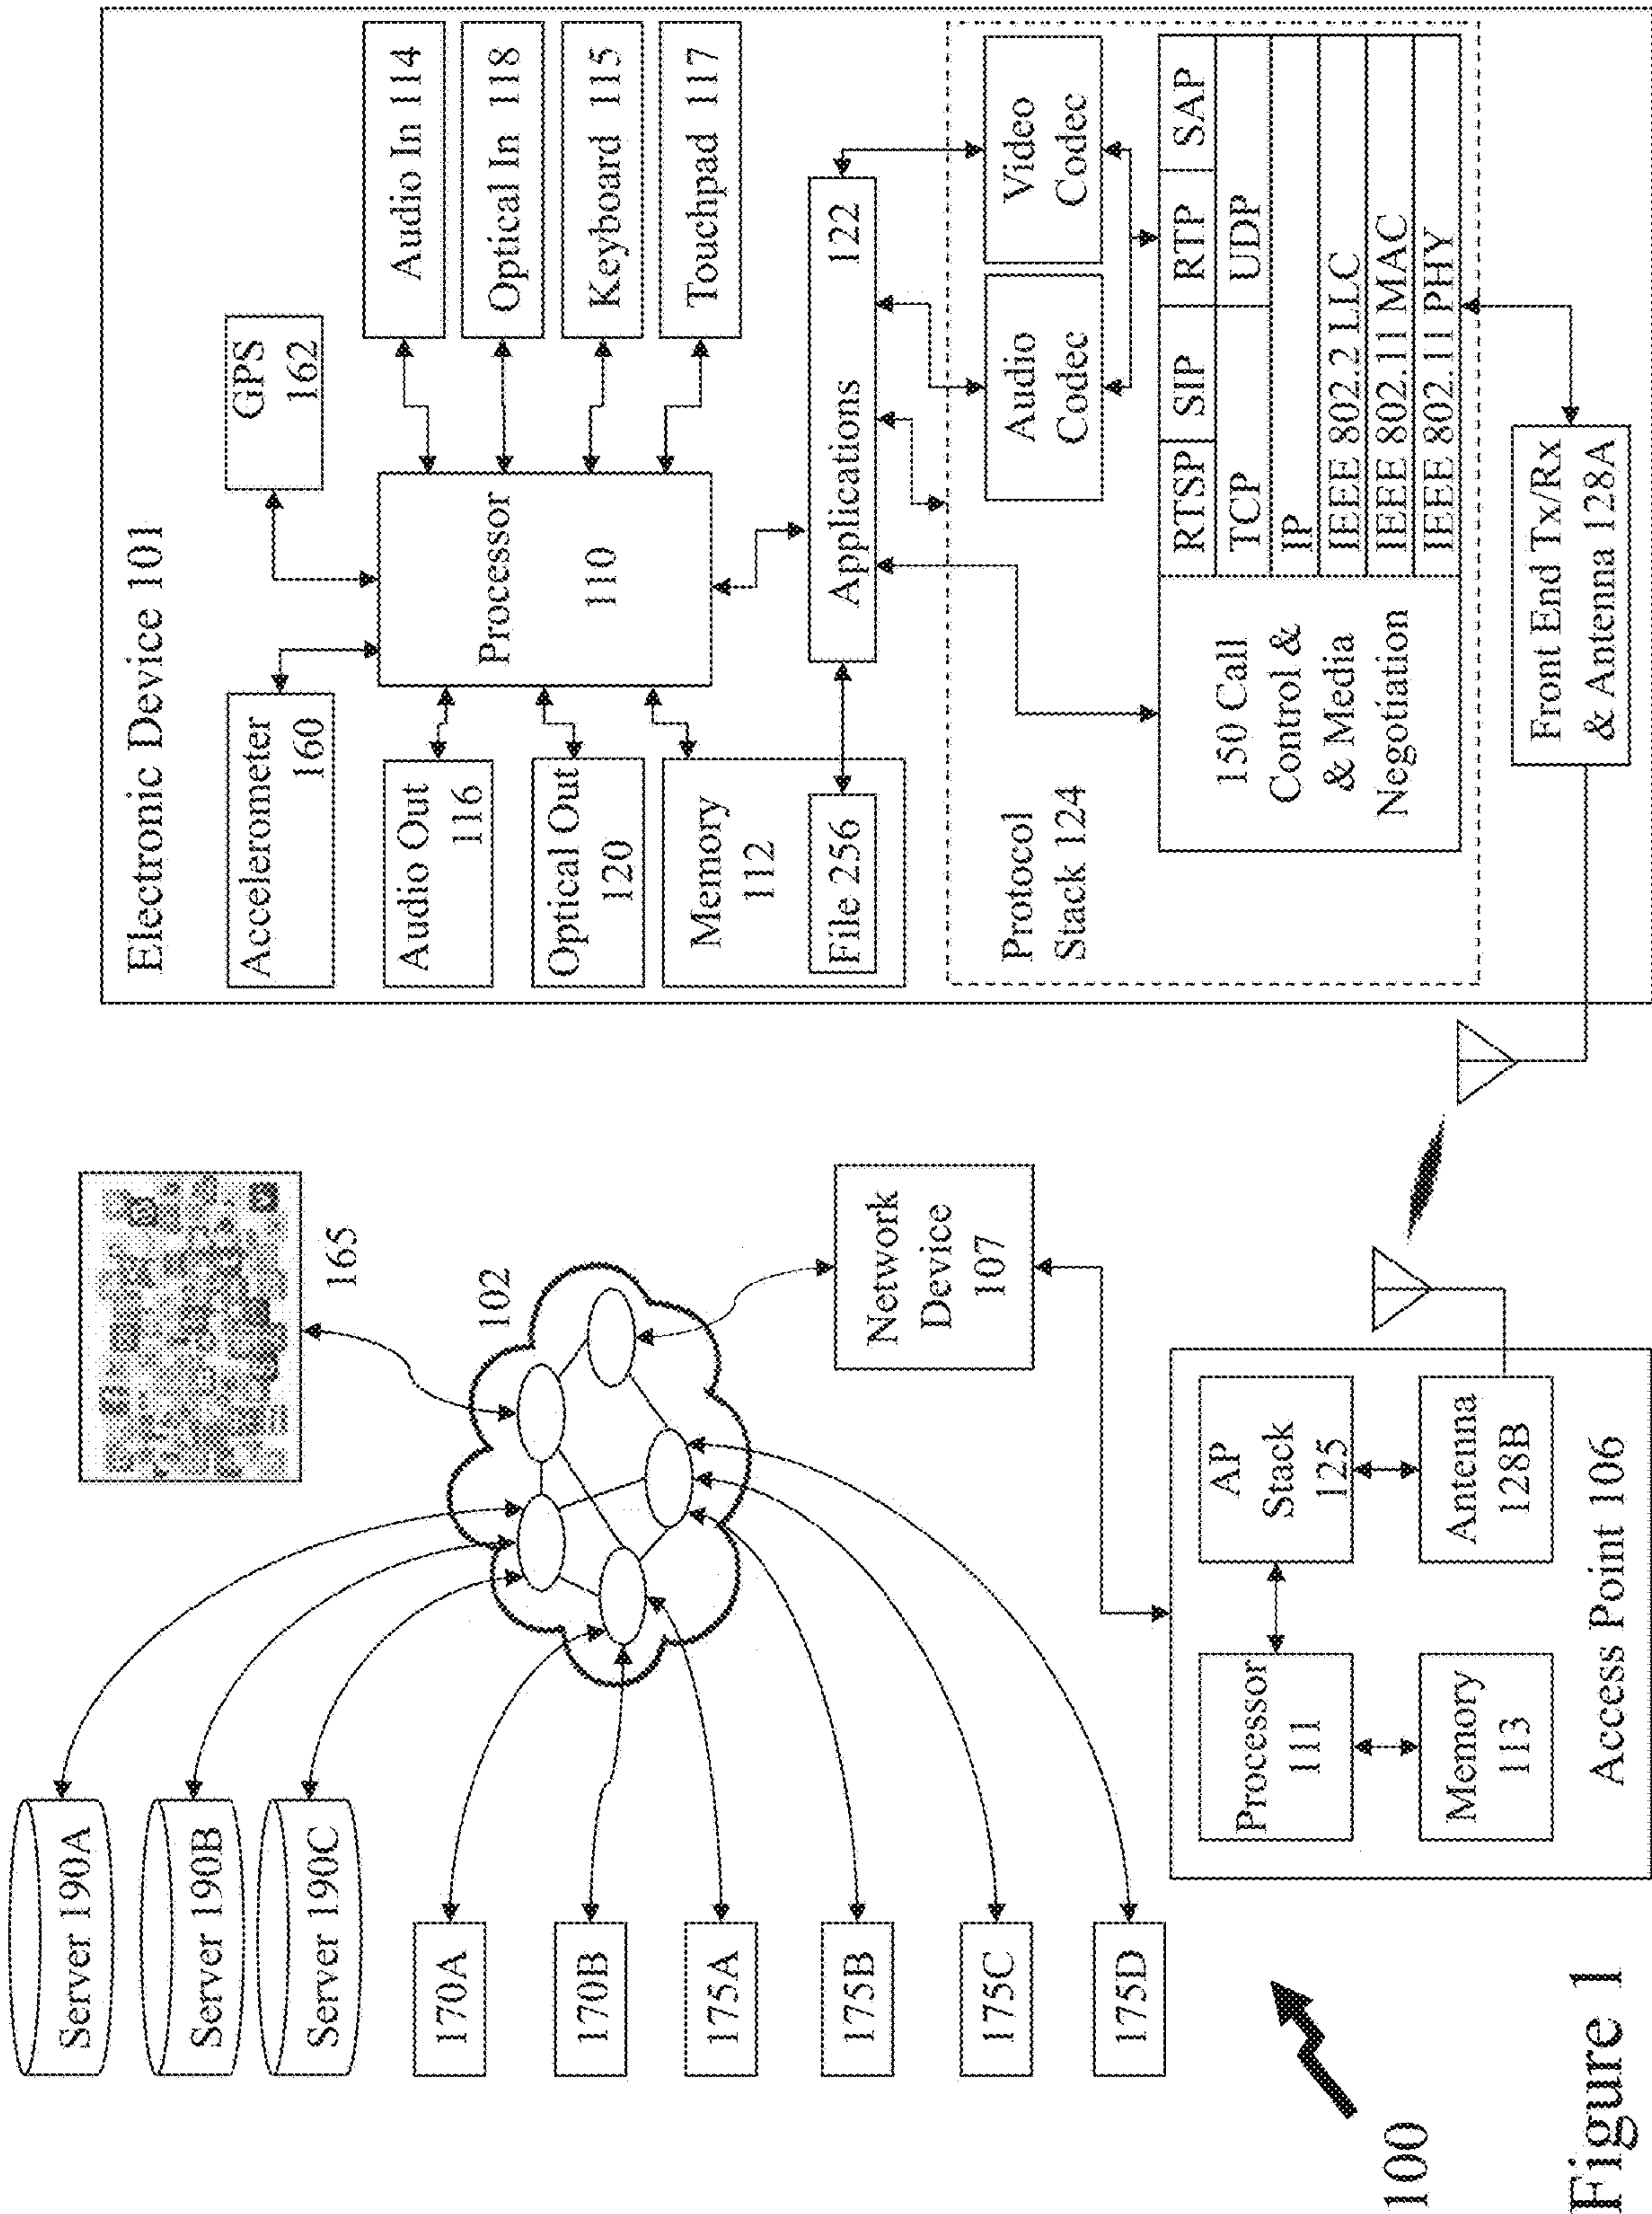 Server 190A
Server 190B
Server 190C
170A
170B
175A
175B
175C
175D
165
102
Network
Device
107
Processor
111
AP
Stack
125
Memory
113
Antenna
128B
Access Point 106
Electronic Device 101
Accelerometer
160
GPS
162
Audio Out
116
Optical Out
120
Memory
112
File 256
Processor
110
Audio In 114
Optical In 118
Keyboard 115
Touchpad 117
Applications 122
Protocol
Stack 124
Audio
Codec
Video
Codec
150 Call
Control &
& Media
Negotiation
RTSP SIP RTP SAP
TCP UDP
IP
IEEE 802.2 LLC
IEEE 802.11 MAC
IEEE 802.11 PHY
Front End Tx/Rx
& Antenna 128A
100
Figure 1